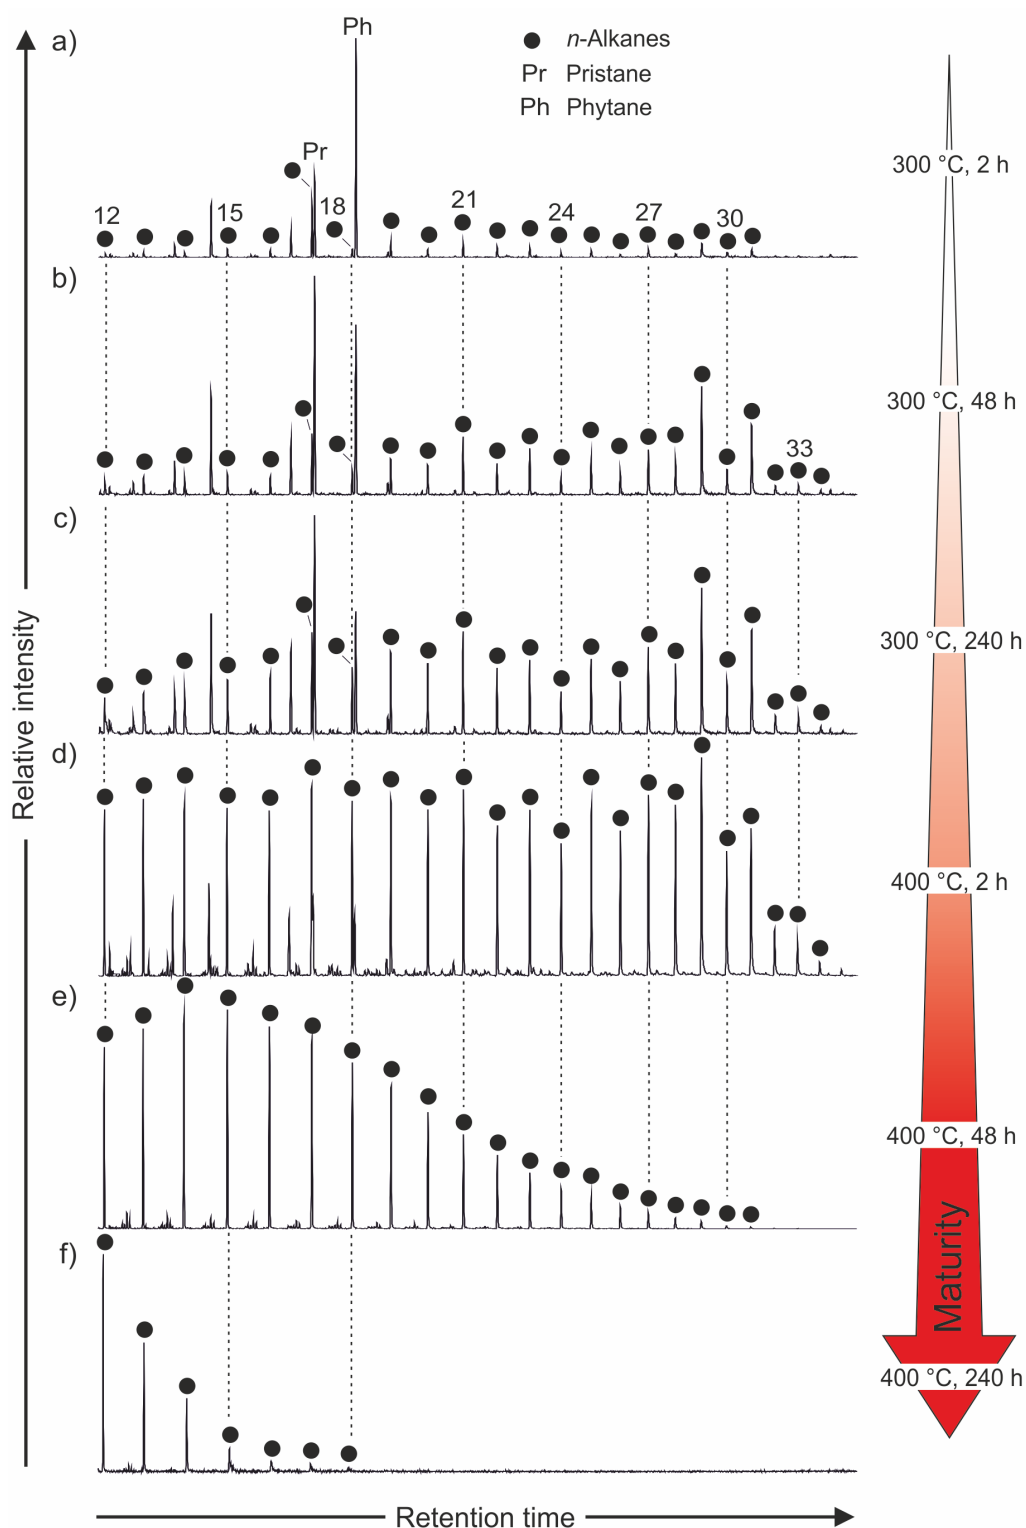 a)
Ph
n-Alkanes
Pr Pristane
Ph Phytane
Pr
12 15 18 21 24 27 30
300 °C, 2 h
b)
33
300 °C, 48 h
c)
300 °C, 240 h
d)
400 °C, 2 h
e)
400 °C, 48 h
f)
Maturity
400 °C, 240 h
Relative intensity
Retention time